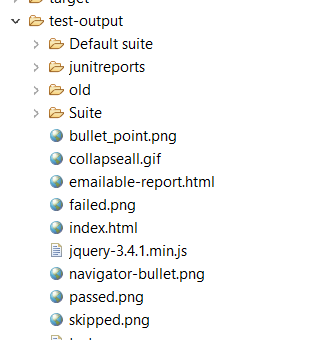 target
test-output
Default suite
junitreports
old
Suite
bullet_point.png
collapseall.gif
emailable-report.html
failed.png
index.html
jquery-3.4.1.min.js
navigator-bullet.png
passed.png
skipped.png